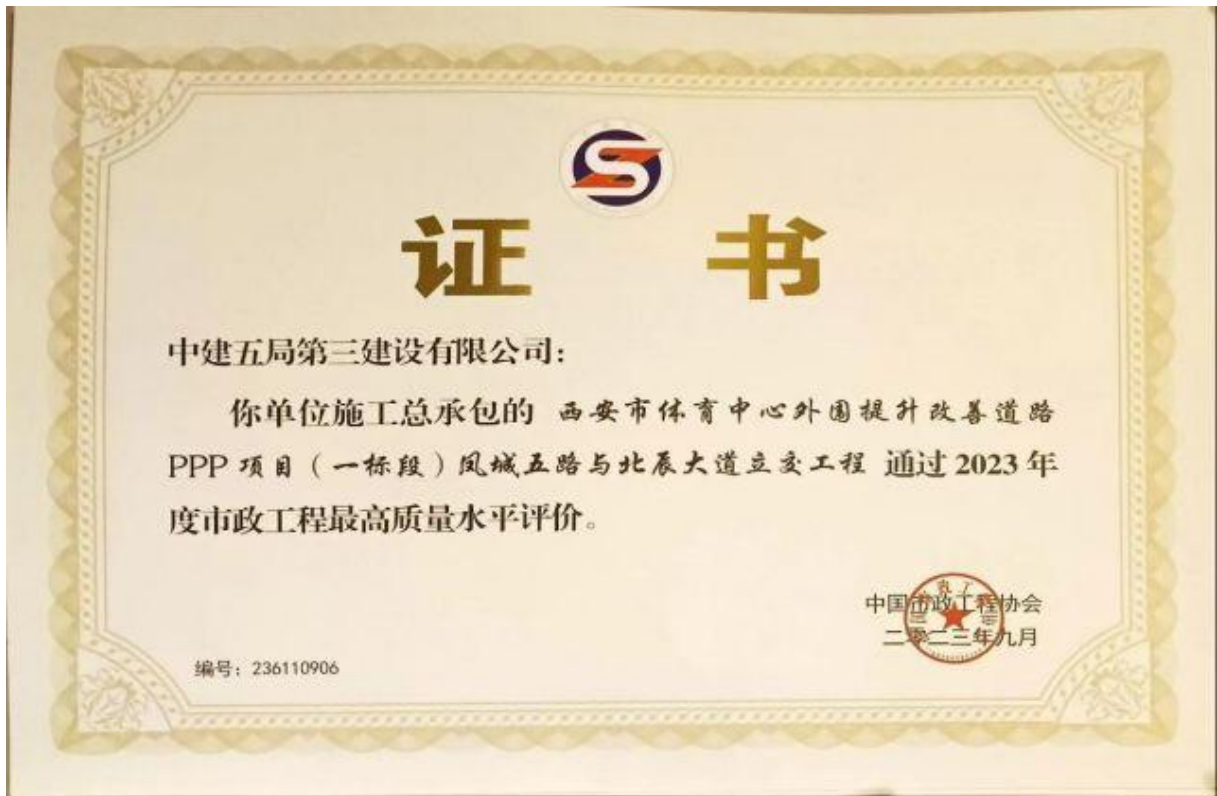 证 书
中建五局第三建设有限公司：
你单位施工总承包的 西安市体育中心外围提升改善道路
PPP 项目（一标段）凤城五路与北辰大道立交工程 通过 2023 年
度市政工程最高质量水平评价。
中国市政工程协会
二零二三年九月
编号：236110906